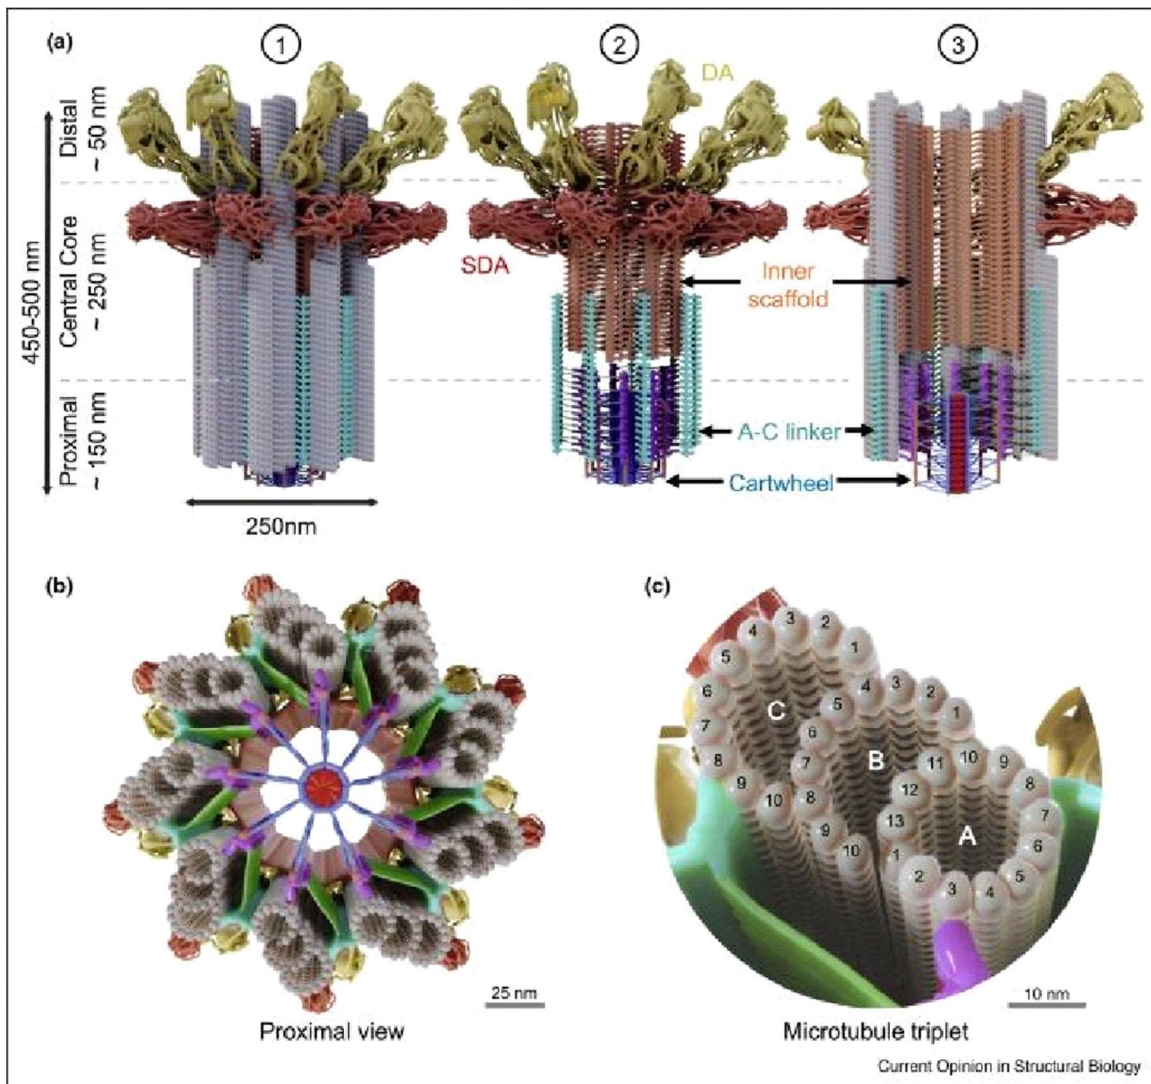 (a)
1
2
3
DA
Distal
~ 50 nm
Central Core
~ 250 nm
Proximal
~ 150 nm
450-500 nm
SDA
Inner
scaffold
A-C linker
Cartwheel
250nm
(b)
25 nm
Proximal view
(c)
4
3
2
1
5
6
7
8
9
10
C
4
3
2
1
5
6
7
8
9
10
B
11
10
9
8
12
7
13
6
1
5
2
3
4
A
10 nm
Microtubule triplet
Current Opinion in Structural Biology